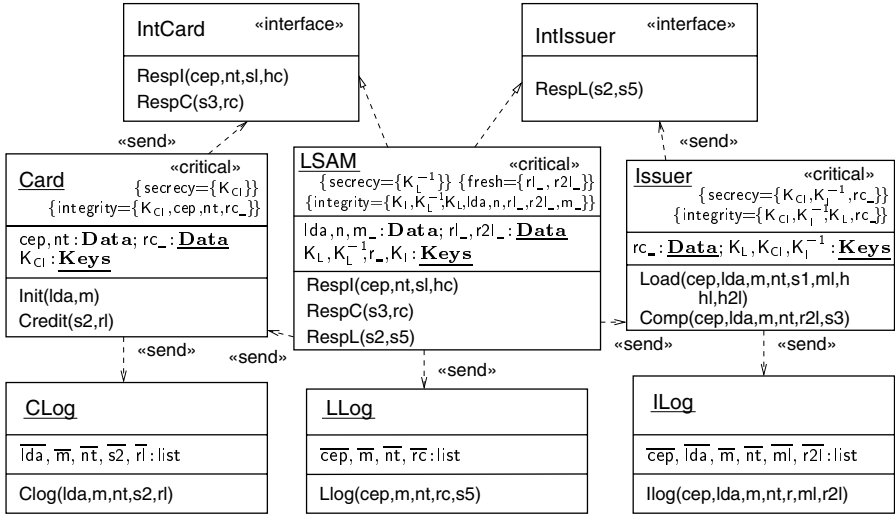 IntCard «interface»
RespI(cep,nt,sl,hc)
RespC(s3,rc)
IntIssuer «interface»
RespL(s2,s5)
«send»
«send»
Card «critical»
{secrecy={K_CI}}
{integrity={K_CI,cep,nt,rc_}}
cep,nt : Data; rc_ : Data
K_CI : Keys
Init(lda,m)
Credit(s2,rl)
LSAM «critical»
{secrecy={K_L^−1}} {fresh={rl_,r2l_}}
{integrity={K_I,K_L^−1,K_L,lda,n,rl_,r2l_,m_}}
lda,n,m_ : Data; rl_,r2l_ : Data
K_L,K_L^−1,r_,K_I : Keys
RespI(cep,nt,sl,hc)
RespC(s3,rc)
RespL(s2,s5)
Issuer «critical»
{secrecy={K_CI,K_I^−1,rc_}
{integrity={K_CI,K_I^−1,K_L,rc_}
rc_ : Data; K_L,K_CI,K_I^−1 : Keys
Load(cep,lda,m,nt,s1,ml,h
hl,h2l)
Comp(cep,lda,m,nt,r2l,s3)
«send»
«send»
«send»
«send»
«send»
CLog
lda, m, nt, s2, rl : list
Clog(lda,m,nt,s2,rl)
LLog
cep, m, nt, rc : list
Llog(cep,m,nt,rc,s5)
ILog
cep, lda, m, nt, ml, r2l : list
Ilog(cep,lda,m,nt,r,ml,r2l)